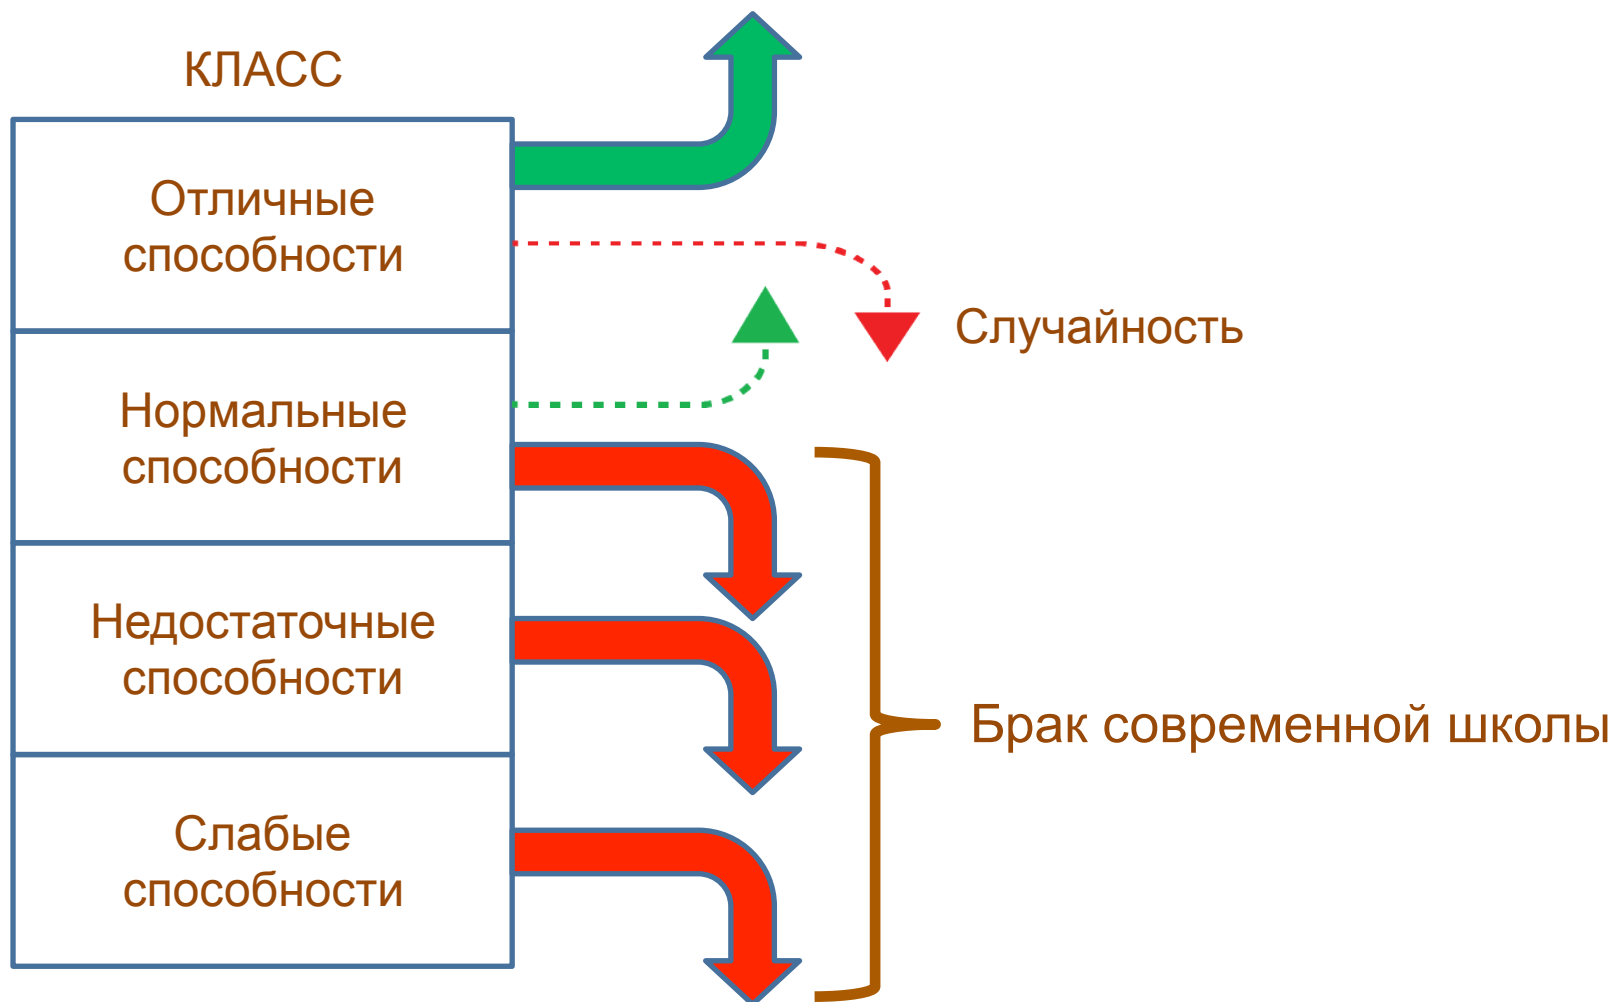 КЛАСС
Отличные
способности
Случайность
Нормальные
способности
Недостаточные
способности
Брак современной школы
Слабые
способности